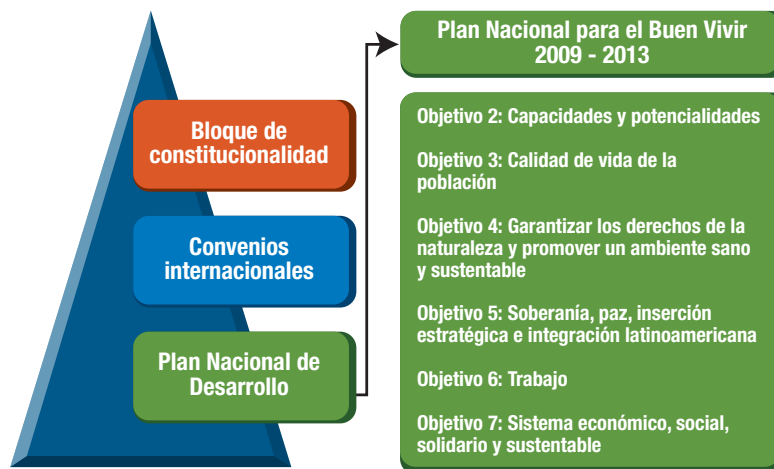 Bloque de
constitucionalidad
Convenios
internacionales
Plan Nacional de
Desarrollo
Plan Nacional para el Buen Vivir
2009 - 2013
Objetivo 2: Capacidades y potencialidades
Objetivo 3: Calidad de vida de la
población
Objetivo 4: Garantizar los derechos de la
naturaleza y promover un ambiente sano
y sustentable
Objetivo 5: Soberanía, paz, inserción
estratégica e integración latinoamericana
Objetivo 6: Trabajo
Objetivo 7: Sistema económico, social,
solidario y sustentable